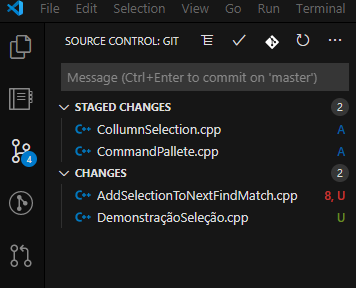 File Edit Selection View Go Run Terminal
SOURCE CONTROL: GIT
Message (Ctrl+Enter to commit on 'master')
STAGED CHANGES 2
CollumnSelection.cpp A
CommandPallete.cpp A
4
CHANGES 2
AddSelectionToNextFindMatch.cpp 8, U
DemonstraçãoSeleção.cpp U